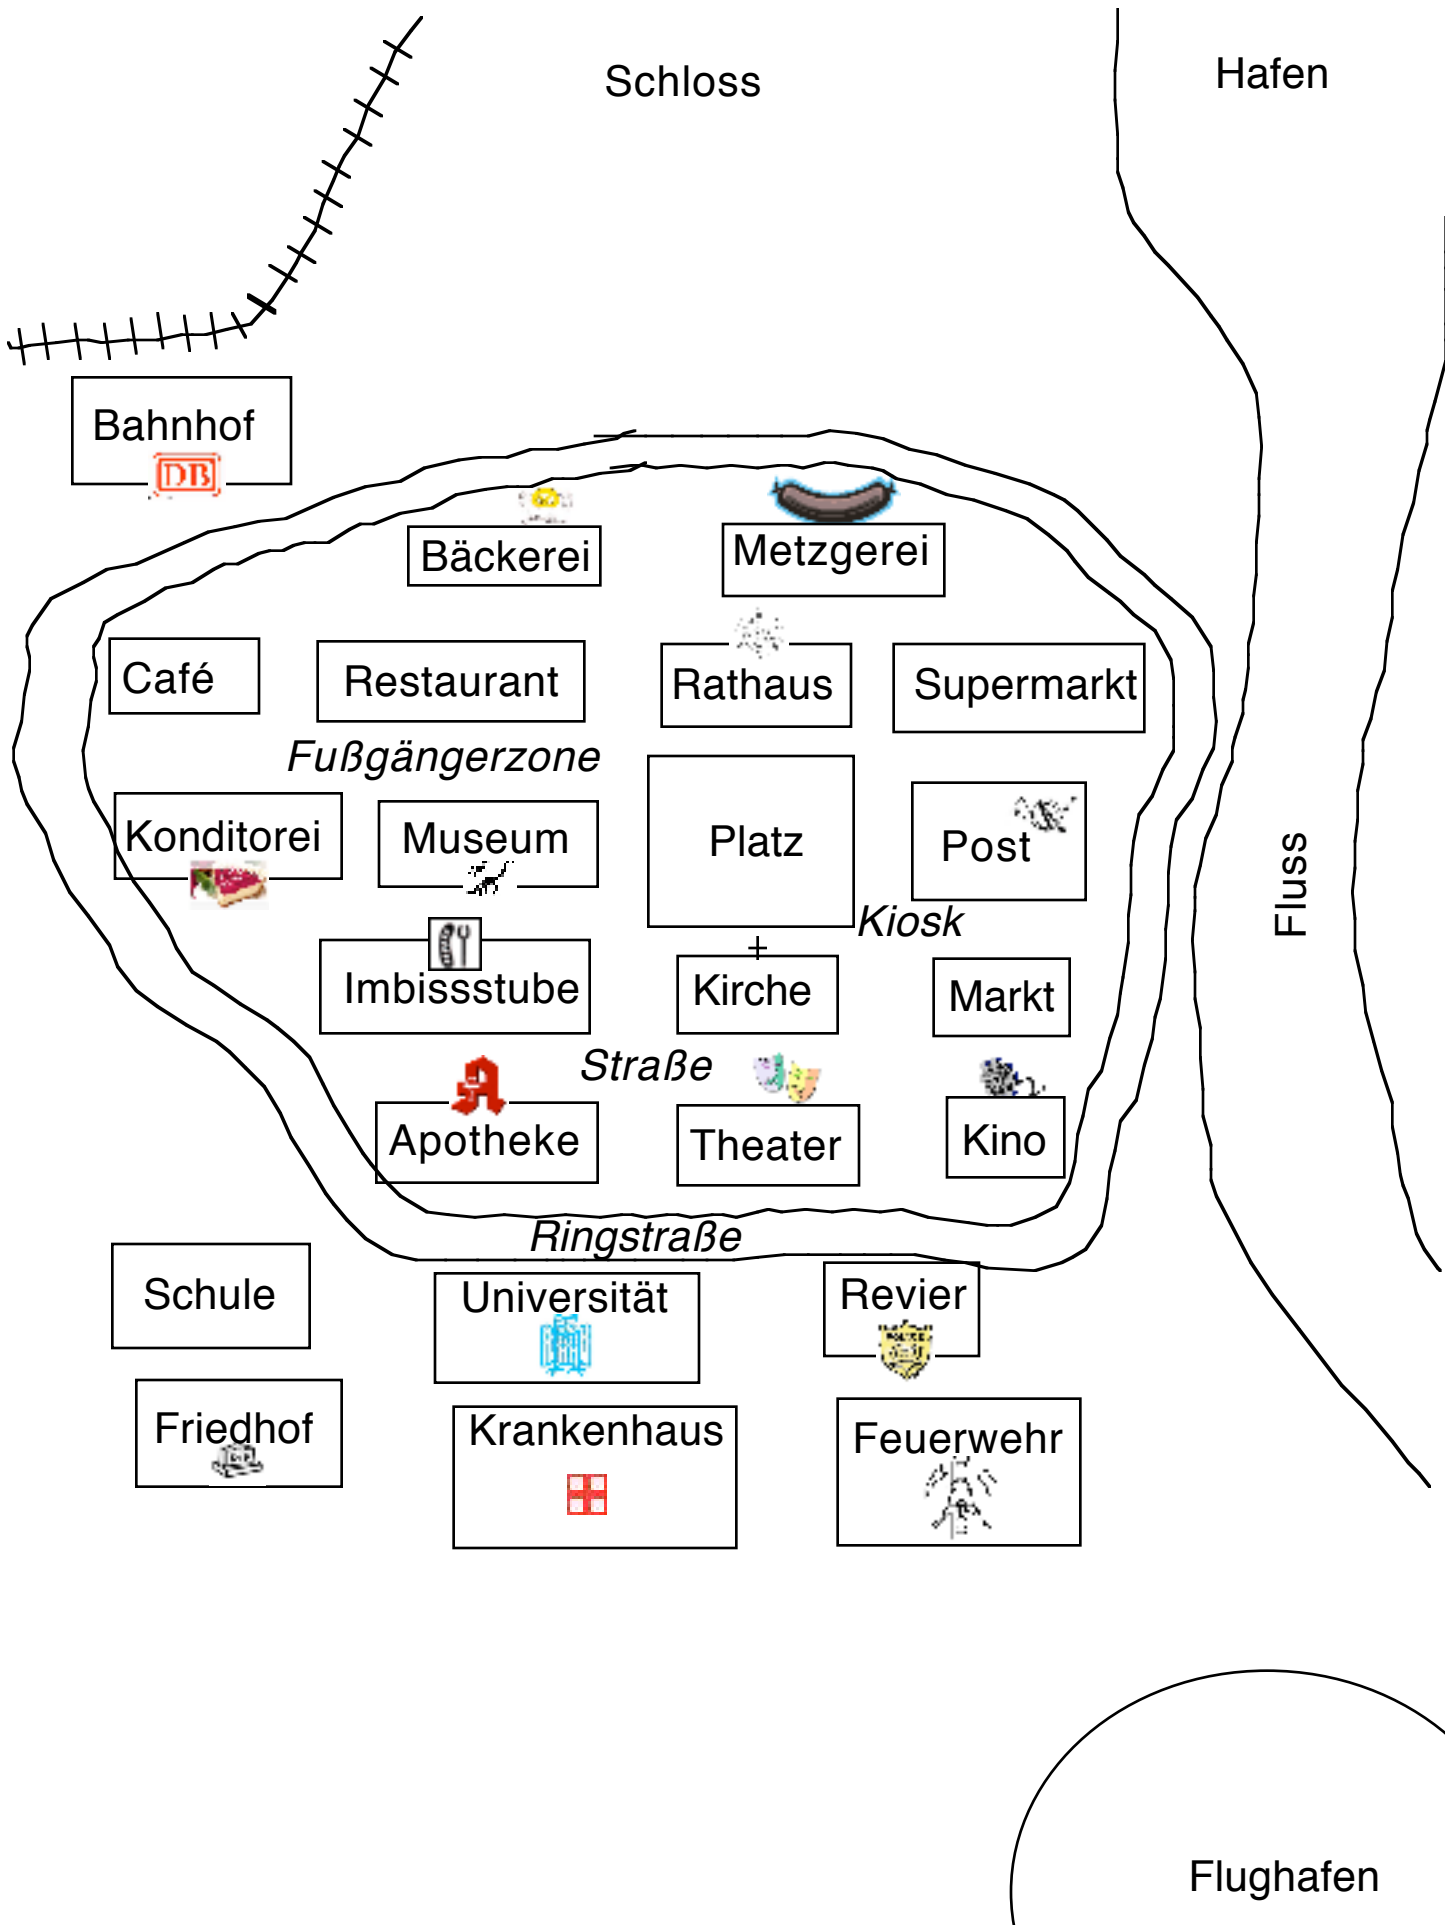 Schloss
Hafen
Bahnhof
DB
Bäckerei
Metzgerei
Café
Restaurant
Rathaus
Supermarkt
Fußgängerzone
Konditorei
Museum
Platz
Post
Fluss
Kiosk
Imbissstube
Kirche
Markt
Straße
Apotheke
Theater
Kino
Ringstraße
Schule
Universität
Revier
Friedhof
Krankenhaus
Feuerwehr
Flughafen